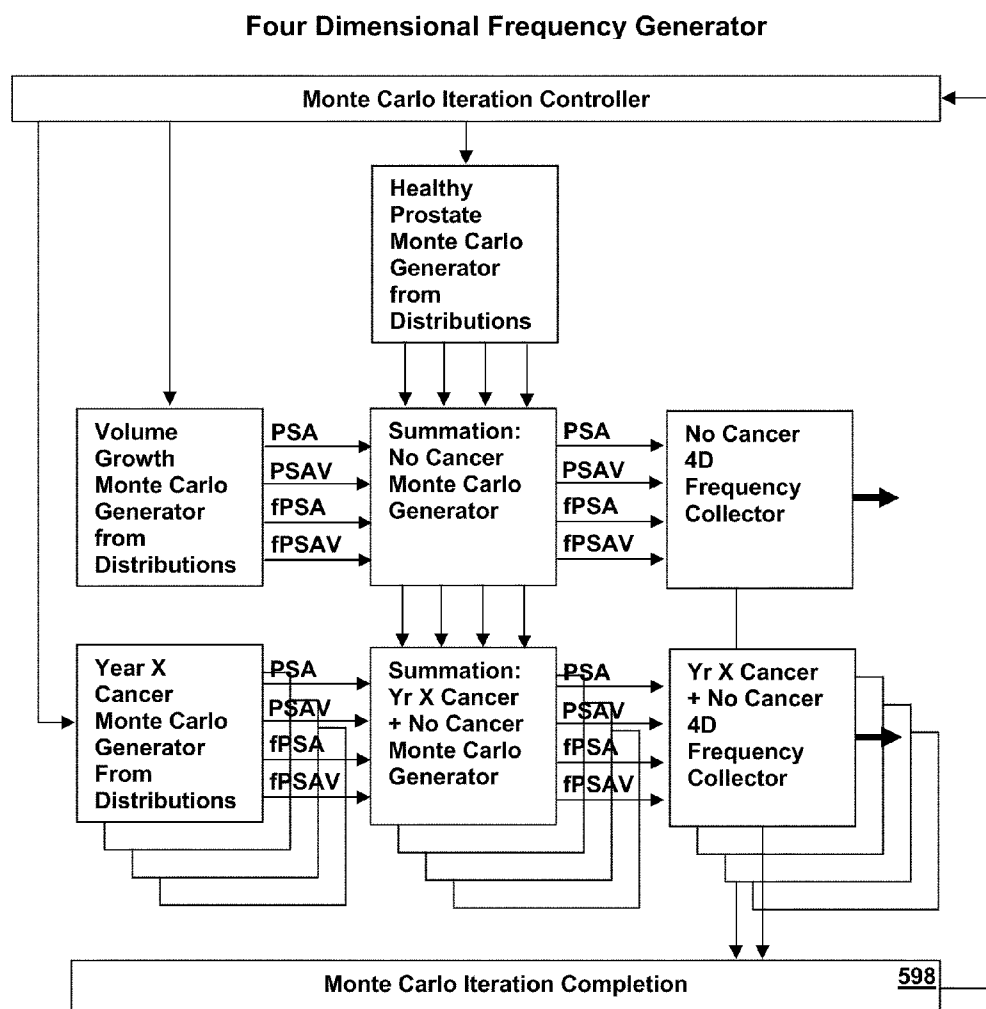 Four Dimensional Frequency Generator
Monte Carlo Iteration Controller
Healthy
Prostate
Monte Carlo
Generator
from
Distributions
Volume
Growth
Monte Carlo
Generator
from
Distributions
PSA
PSAV
fPSA
fPSAV
Summation:
No Cancer
Monte Carlo
Generator
PSA
PSAV
fPSA
fPSAV
No Cancer
4D
Frequency
Collector
Year X
Cancer
Monte Carlo
Generator
From
Distributions
PSA
PSAV
fPSA
fPSAV
Summation:
Yr X Cancer
+ No Cancer
Monte Carlo
Generator
PSA
PSAV
fPSA
fPSAV
Yr X Cancer
+ No Cancer
4D
Frequency
Collector
Monte Carlo Iteration Completion
598